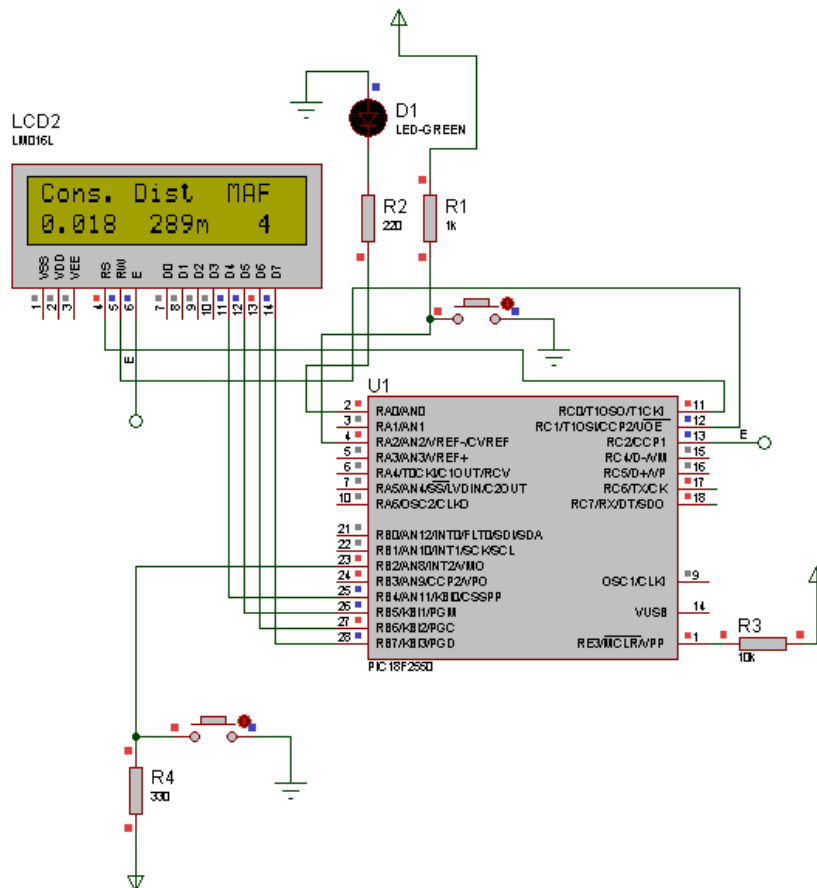 D1
LED-GREEN
LCD2
LM016L
Cons. Dist MAF
0.018 289m 4
R2
220
R1
1k
VSS
VDD
VEE
RS
RW
E
D0
D1
D2
D3
D4
D5
D6
D7
1
2
3
4
5
6
7
8
9
10
11
12
13
14
E
U1
2 RA0/AN0
3 RA1/AN1
4 RA2/AN2/VREF-/CVREF
5 RA3/AN3/VREF+
6 RA4/T0CKI/C1OUT/RCV
7 RA5/AN4/SS/LVDIN/C2OUT
10 RA6/OSC2/CLKO
21 RB0/AN12/INT0/FLT0/SDI/SDA
22 RB1/AN10/INT1/SCK/SCL
23 RB2/AN8/INT2/VMO
24 RB3/AN9/CCP2/VPO
25 RB4/AN11/KBI0/CSSPP
26 RB5/KBI1/PGM
27 RB6/KBI2/PGC
28 RB7/KBI3/PGD
RC0/T1OSO/T1CKI 11
RC1/T1OSI/CCP2/UOE 12
RC2/CCP1 13
E
RC4/D-/VM 15
RC5/D+/VP 16
RC6/TX/CK 17
RC7/RX/DT/SDO 18
OSC1/CLKI 9
VUSB 14
RE3/MCLR/VPP 1
PIC18F2550
R3
10k
R4
330